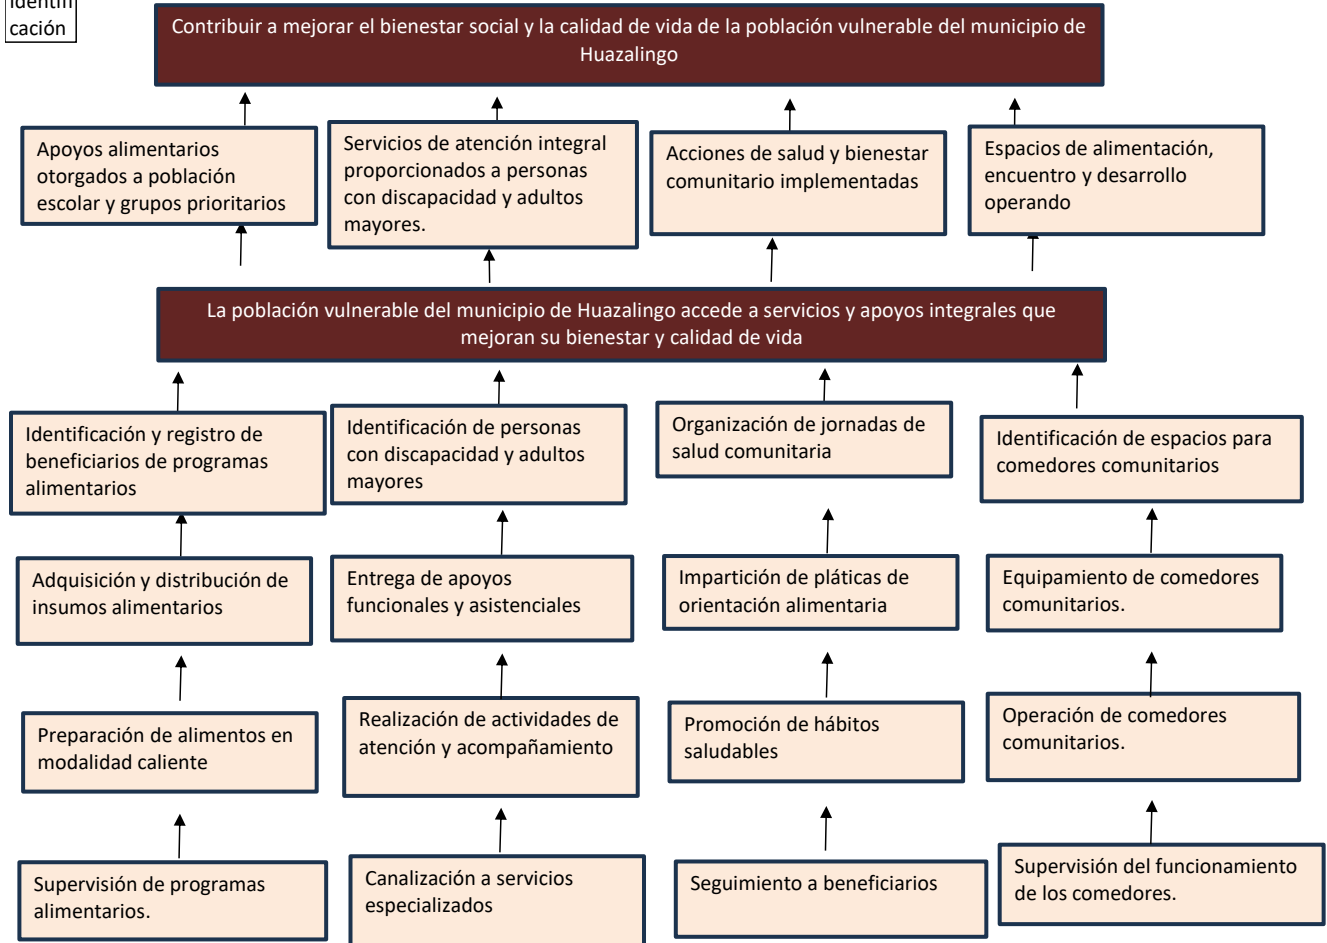 Identifi
cación
Contribuir a mejorar el bienestar social y la calidad de vida de la población vulnerable del municipio de
Huazalingo
Apoyos alimentarios
otorgados a población
escolar y grupos prioritarios
Servicios de atención integral
proporcionados a personas
con discapacidad y adultos
mayores.
Acciones de salud y bienestar
comunitario implementadas
Espacios de alimentación,
encuentro y desarrollo
operando
La población vulnerable del municipio de Huazalingo accede a servicios y apoyos integrales que
mejoran su bienestar y calidad de vida
Identificación y registro de
beneficiarios de programas
alimentarios
Identificación de personas
con discapacidad y adultos
mayores
Organización de jornadas de
salud comunitaria
Identificación de espacios para
comedores comunitarios
Adquisición y distribución de
insumos alimentarios
Entrega de apoyos
funcionales y asistenciales
Impartición de pláticas de
orientación alimentaria
Equipamiento de comedores
comunitarios.
Preparación de alimentos en
modalidad caliente
Realización de actividades de
atención y acompañamiento
Promoción de hábitos
saludables
Operación de comedores
comunitarios.
Supervisión de programas
alimentarios.
Canalización a servicios
especializados
Seguimiento a beneficiarios
Supervisión del funcionamiento
de los comedores.